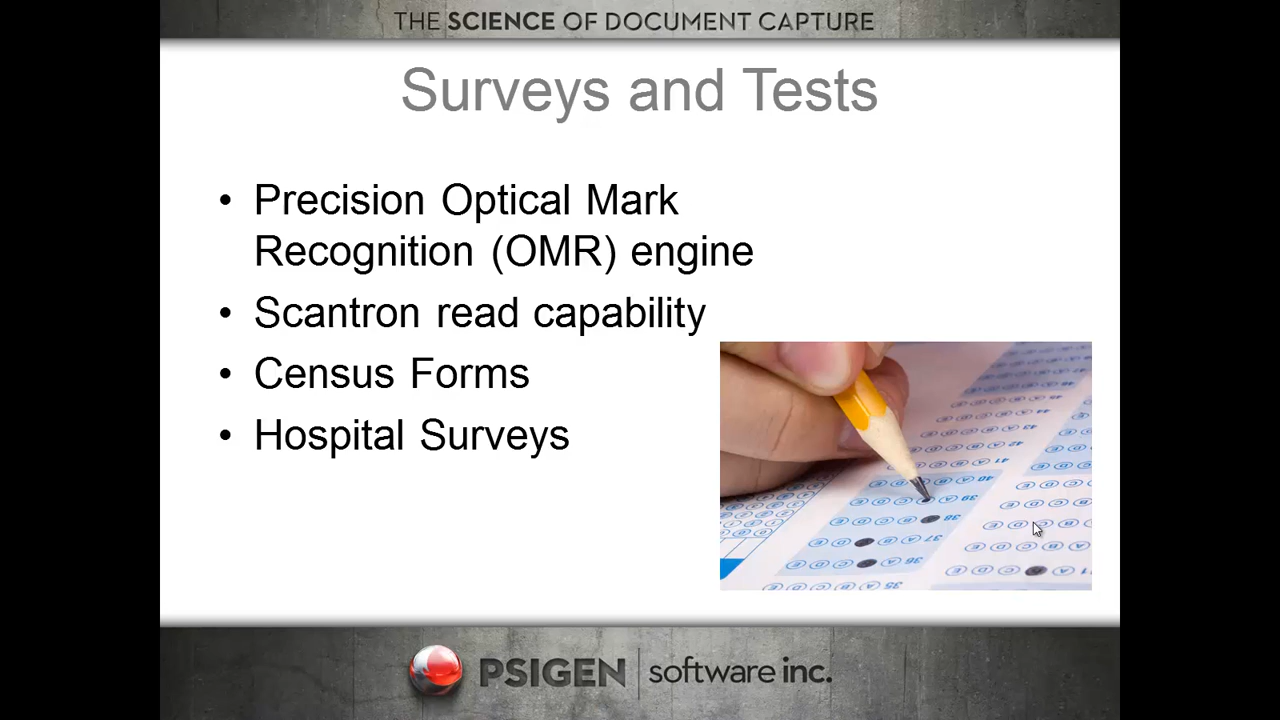 THE SCIENCE OF DOCUMENT CAPTURE
Surveys and Tests
• Precision Optical Mark
Recognition (OMR) engine
• Scantron read capability
• Census Forms
• Hospital Surveys
PSIGEN software inc.